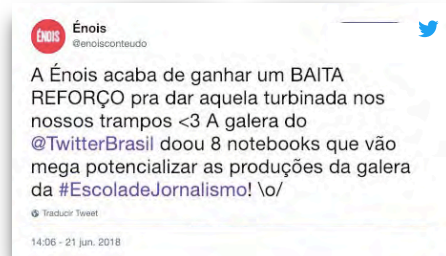 ÉNOIS
Énois
@enoisconteudo
A Énois acaba de ganhar um BAITA
REFORÇO pra dar aquela turbinada nos
nossos trampos <3 A galera do
@TwitterBrasil doou 8 notebooks que vão
mega potencializar as produções da galera
da #EscoladeJornalismo! \o/
Traducir Tweet
14:06 - 21 jun. 2018